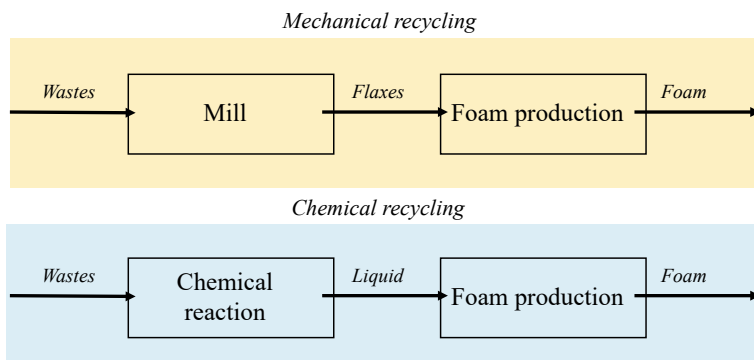 Mechanical recycling
Wastes
Mill
Flaxes
Foam production
Foam
Chemical recycling
Wastes
Chemical
reaction
Liquid
Foam production
Foam